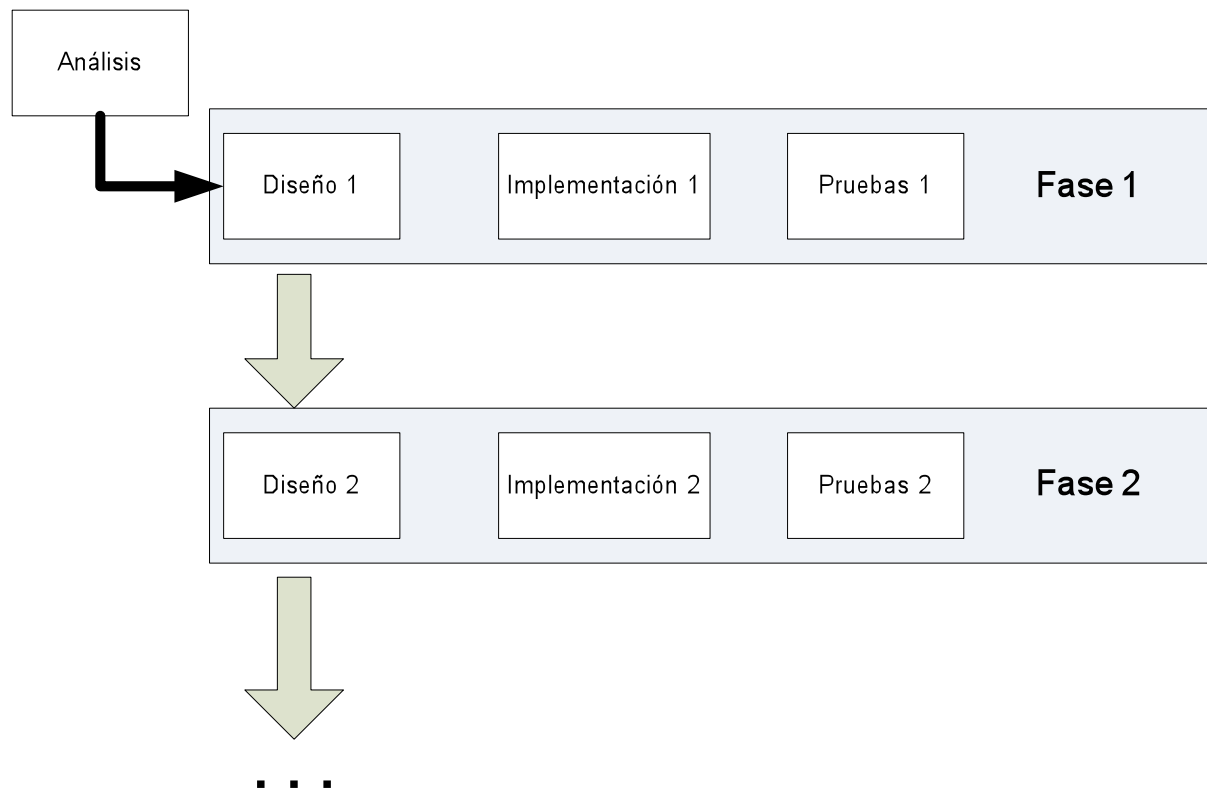 Análisis
Diseño 1
Implementación 1
Pruebas 1
Fase 1
Diseño 2
Implementación 2
Pruebas 2
Fase 2
...